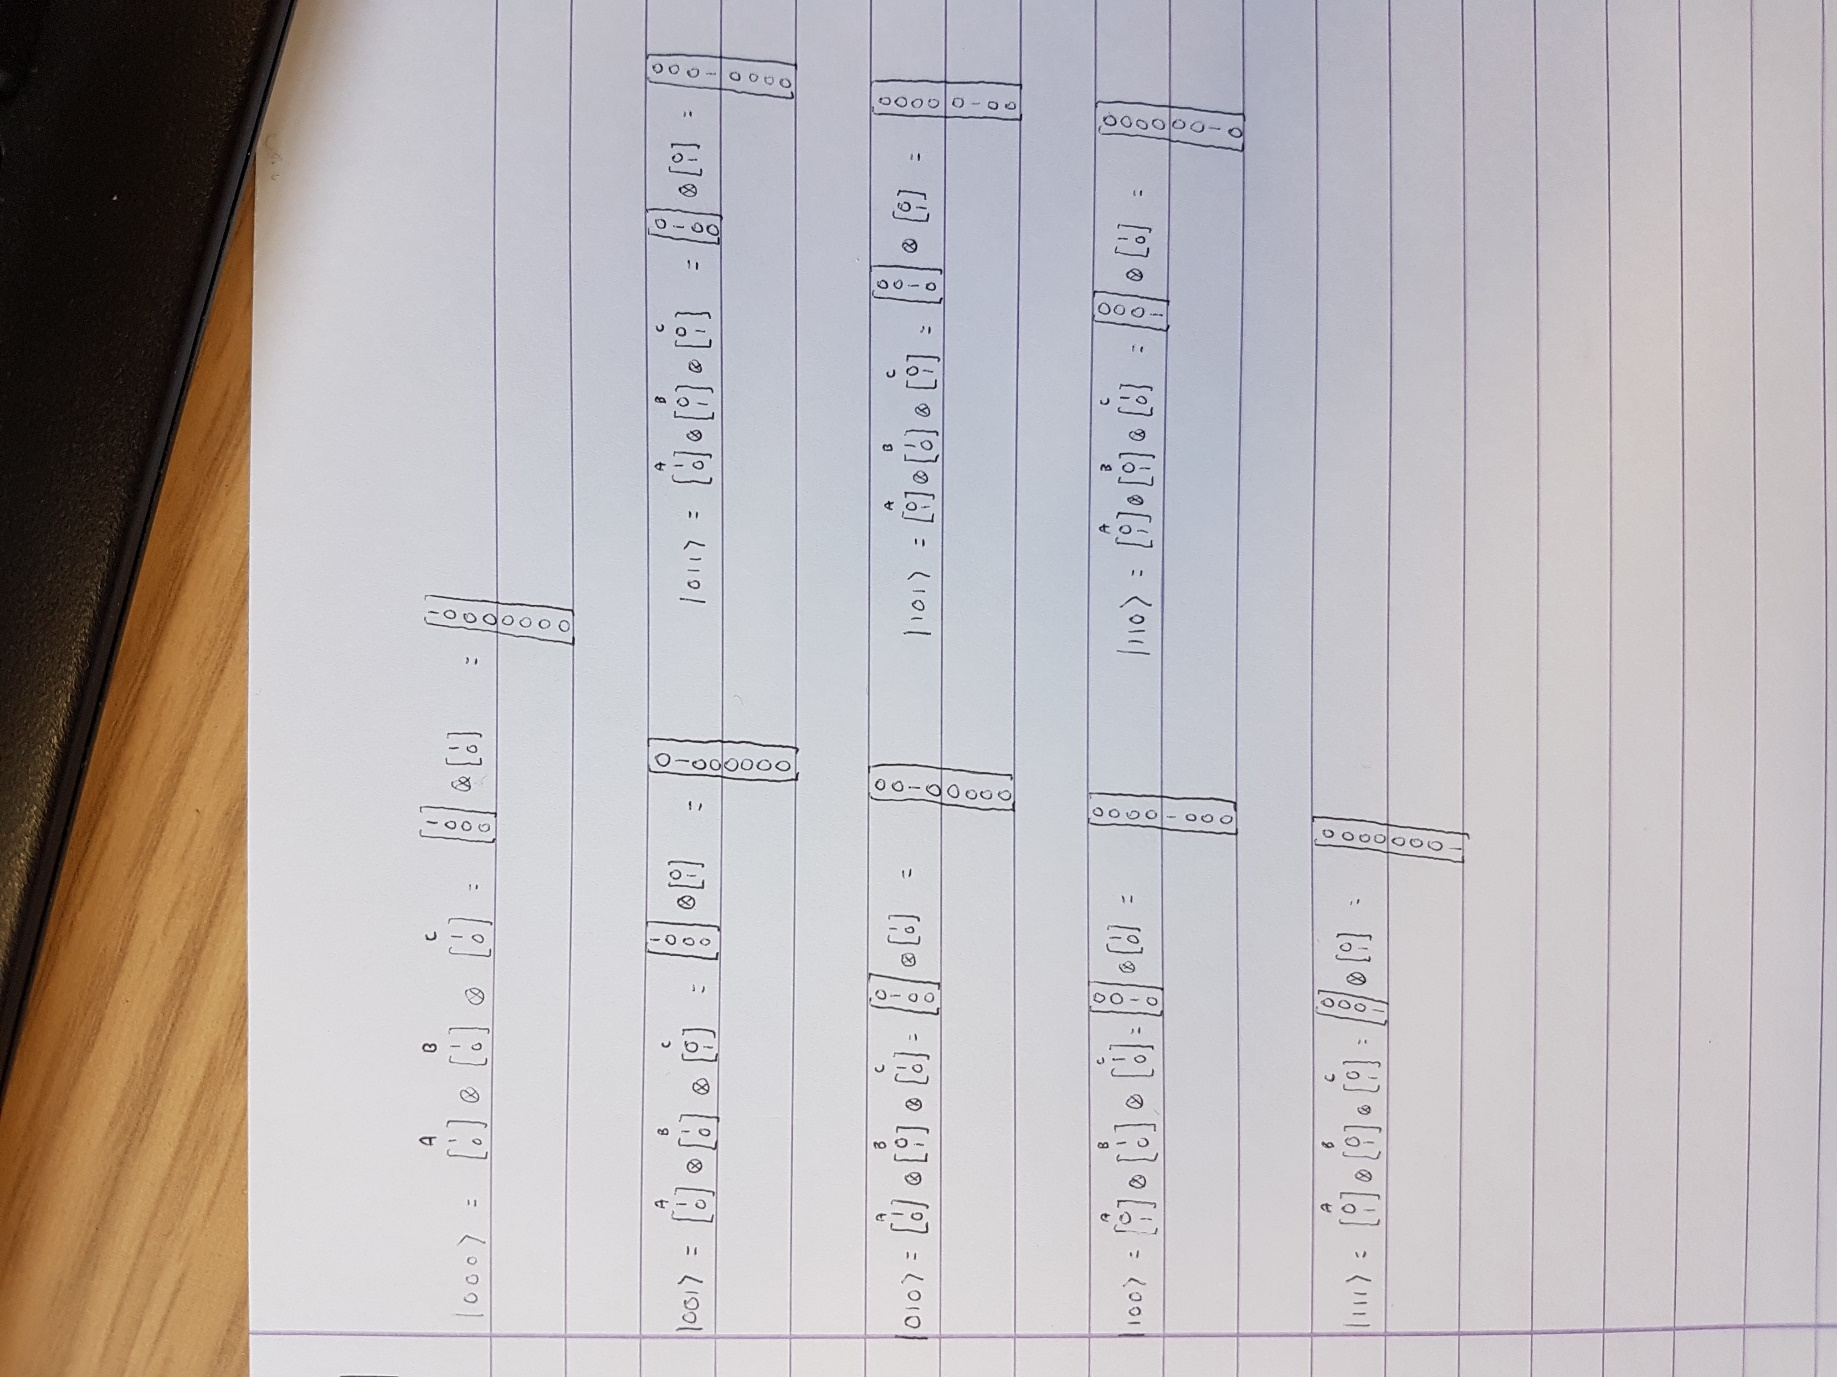 A B C
|000> = [1 0] ⊗ [1 0] ⊗ [1 0] = [1 0 0 0] ⊗ [1 0] = [1 0 0 0 0 0 0 0]
A B C A B C
|001> = [1 0] ⊗ [1 0] ⊗ [0 1] = [1 0 0 0] ⊗ [0 1] = [0 1 0 0 0 0 0 0] |011> = [1 0] ⊗ [0 1] ⊗ [0 1] = [0 1 0 0] ⊗ [0 1] = [0 0 0 1 0 0 0 0]
A B C A B C
|010> = [1 0] ⊗ [0 1] ⊗ [1 0] = [0 1 0 0] ⊗ [1 0] = [0 0 1 0 0 0 0 0] |101> = [0 1] ⊗ [1 0] ⊗ [0 1] = [0 0 1 0] ⊗ [0 1] = [0 0 0 0 0 1 0 0]
A B C A B C
|100> = [0 1] ⊗ [1 0] ⊗ [1 0] = [0 0 1 0] ⊗ [1 0] = [0 0 0 0 1 0 0 0] |110> = [0 1] ⊗ [0 1] ⊗ [1 0] = [0 0 0 1] ⊗ [1 0] = [0 0 0 0 0 0 1 0]
A B C
|111> = [0 1] ⊗ [0 1] ⊗ [0 1] = [0 0 0 1] ⊗ [0 1] = [0 0 0 0 0 0 0 1]